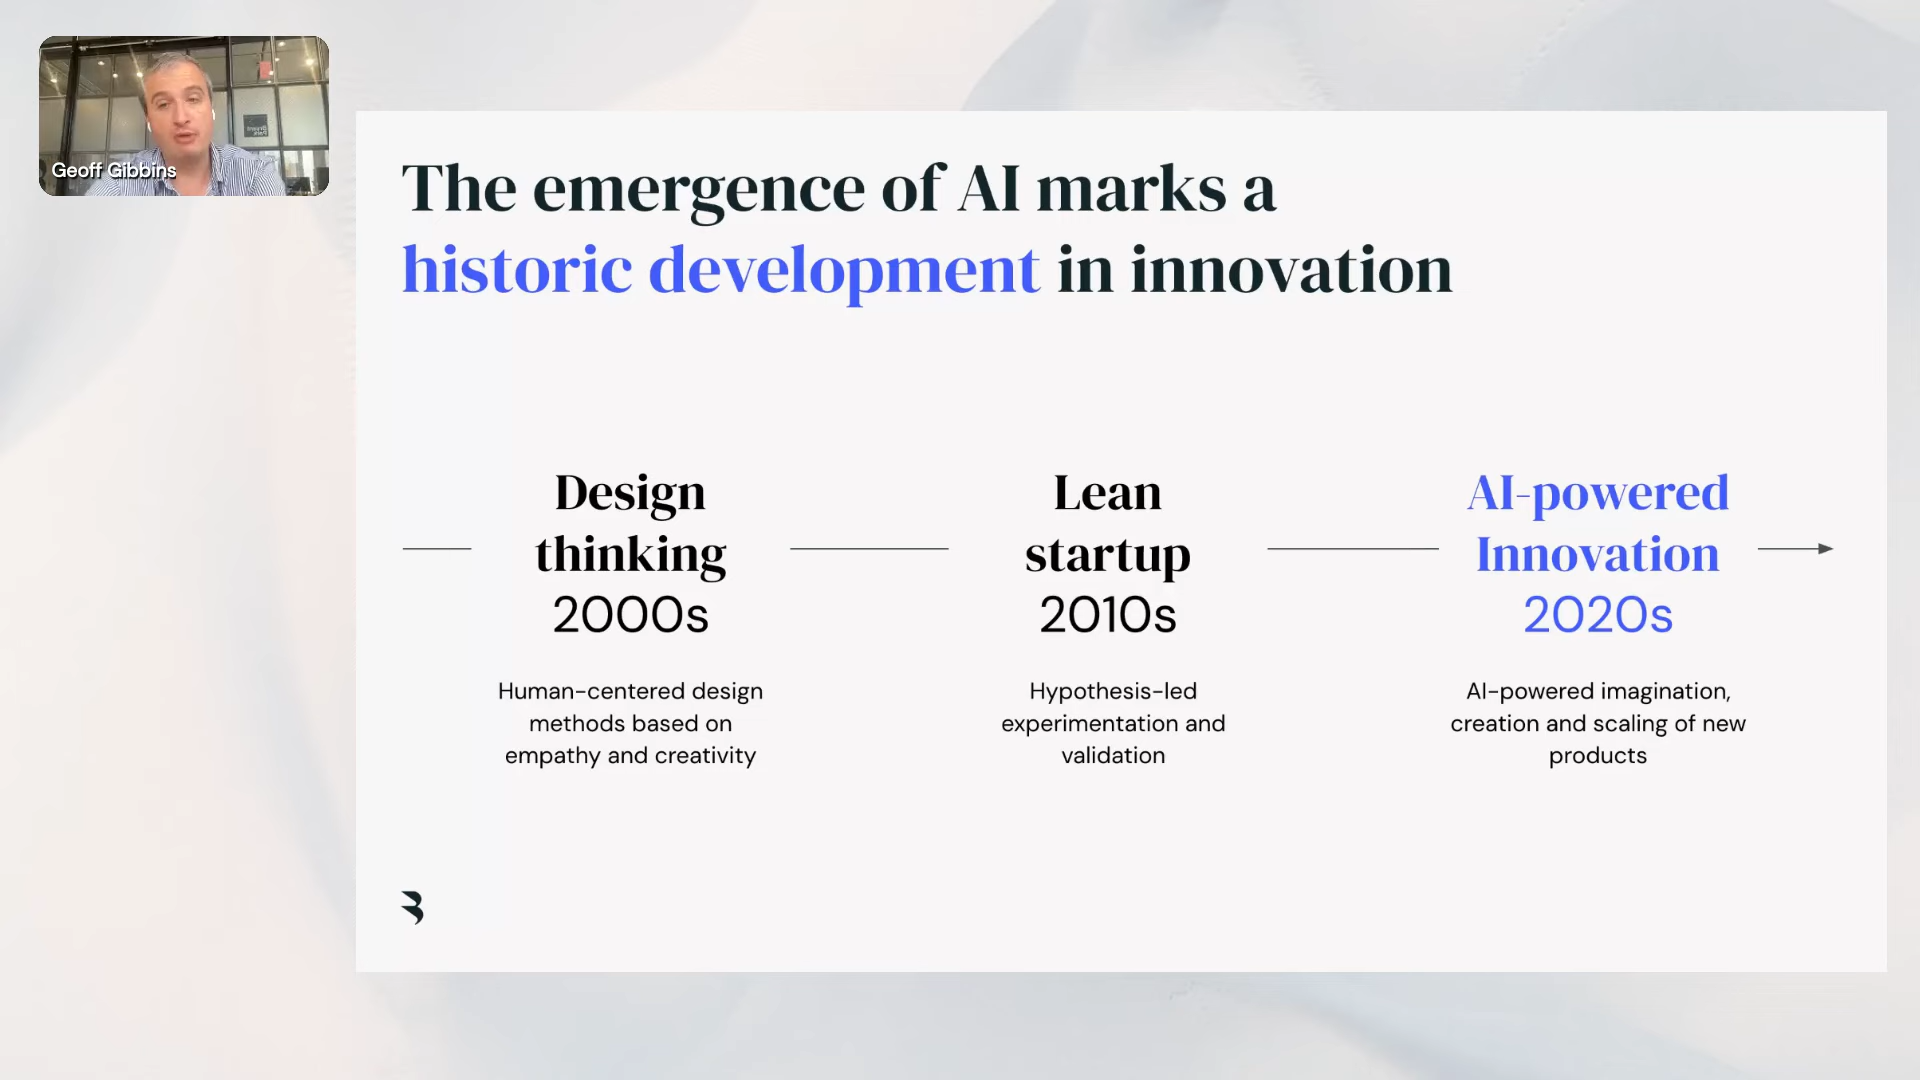 Geoff Gibbins
The emergence of AI marks a
historic development in innovation
Design
thinking
2000s
Human-centered design
methods based on
empathy and creativity
Lean
startup
2010s
Hypothesis-led
experimentation and
validation
AI-powered
Innovation
2020s
AI-powered imagination,
creation and scaling of new
products